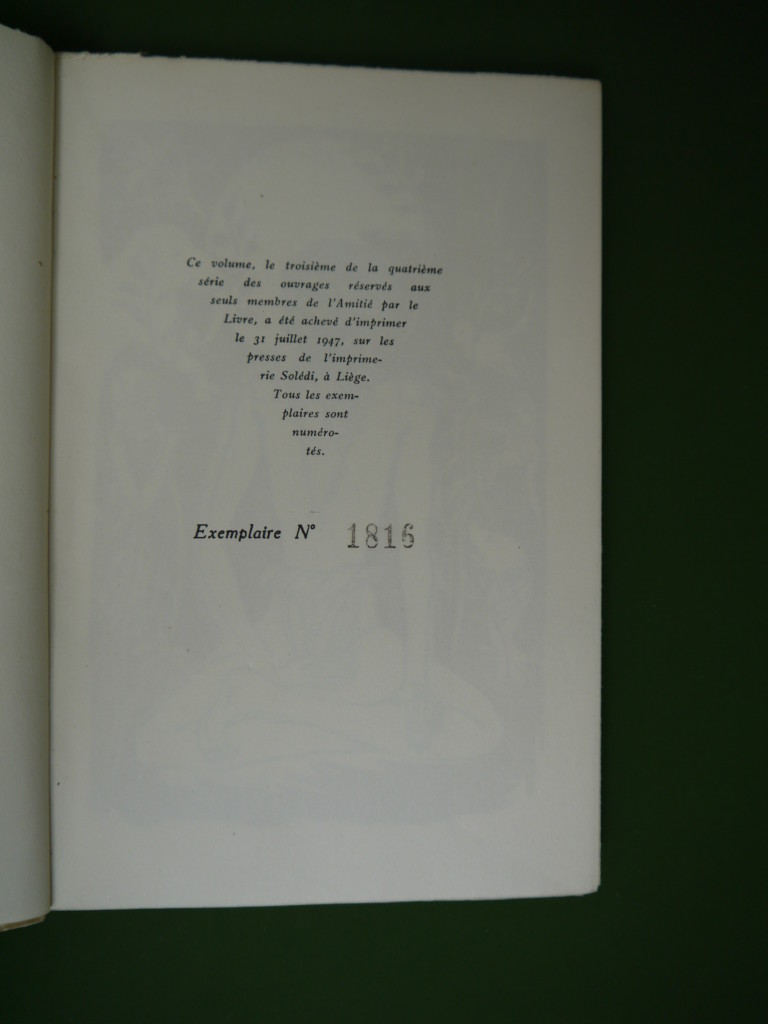 Ce volume, le troisième de la quatrième
série des ouvrages réservés aux
seuls membres de l'Amitié par le
Livre, a été achevé d'imprimer
le 31 juillet 1947, sur les
presses de l'imprime-
rie Solédi, à Liège.
Tous les exem-
plaires sont
numéro-
tés.
Exemplaire N° 1816